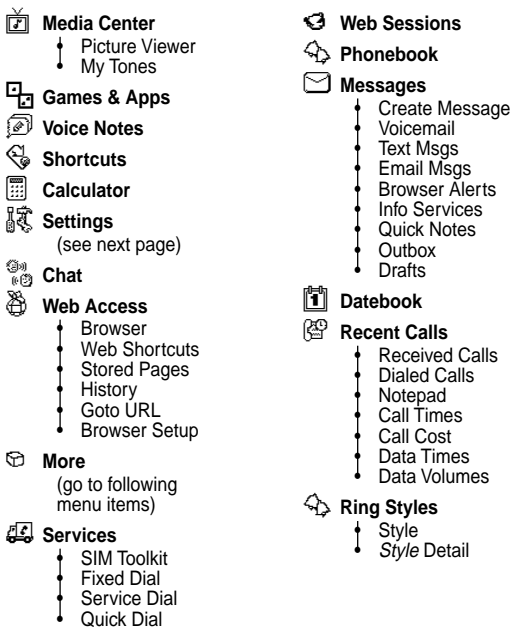 Media Center
• Picture Viewer
• My Tones
Games & Apps
Voice Notes
Shortcuts
Calculator
Settings
(see next page)
Chat
Web Access
• Browser
• Web Shortcuts
• Stored Pages
• History
• Goto URL
• Browser Setup
More
(go to following
menu items)
Services
• SIM Toolkit
• Fixed Dial
• Service Dial
• Quick Dial
Web Sessions
Phonebook
Messages
• Create Message
• Voicemail
• Text Msgs
• Email Msgs
• Browser Alerts
• Info Services
• Quick Notes
• Outbox
• Drafts
Datebook
Recent Calls
• Received Calls
• Dialed Calls
• Notepad
• Call Times
• Call Cost
• Data Times
• Data Volumes
Ring Styles
• Style
• Style Detail